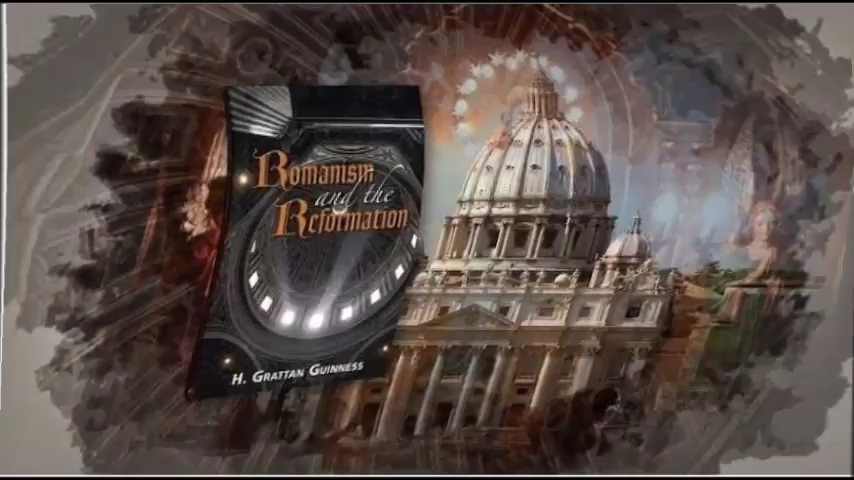 Romanism
and the
Reformation
H. Grattan Guinness